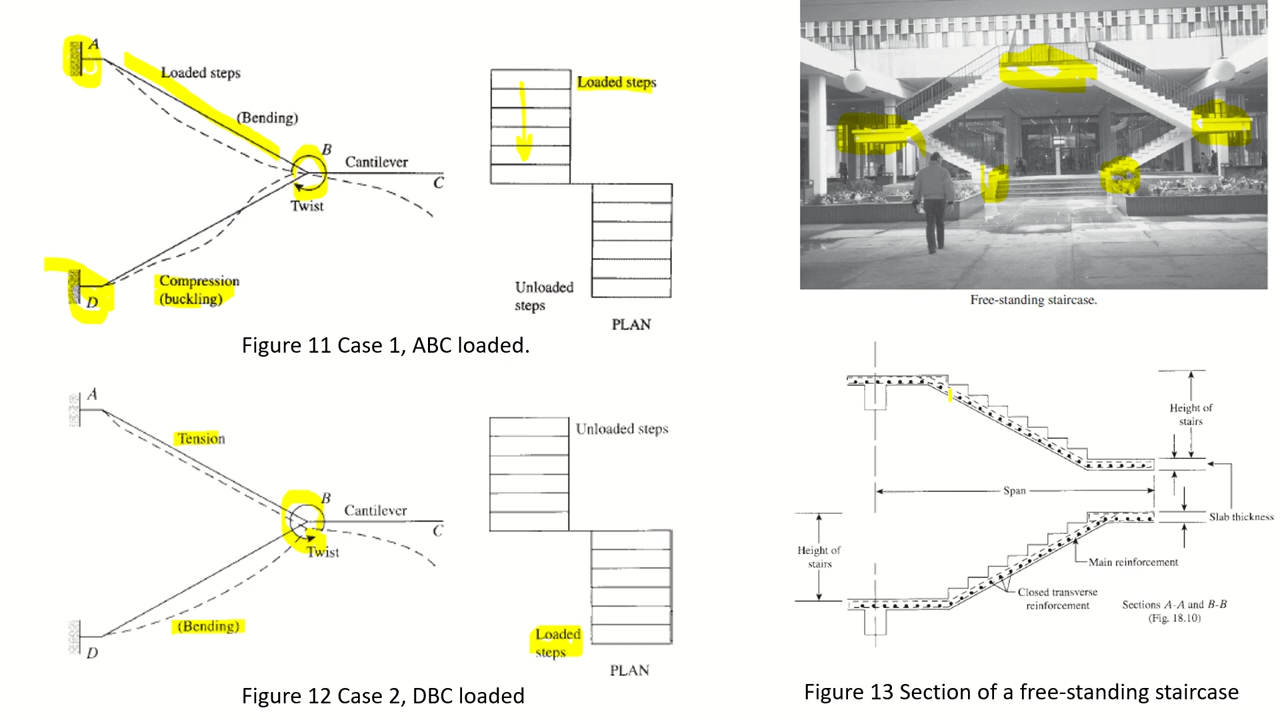 A
Loaded steps
(Bending)
B
Cantilever
C
Twist
D
Compression
(buckling)
Loaded steps
Unloaded
steps
PLAN
Figure 11 Case 1, ABC loaded.
A
Tension
B
Cantilever
C
Twist
(Bending)
D
Unloaded steps
Loaded
steps
PLAN
Figure 12 Case 2, DBC loaded
Free-standing staircase.
Height of
stairs
Span
Slab thickness
Height of
stairs
Main reinforcement
Closed transverse
reinforcement
Sections A-A and B-B
(Fig. 18.10)
Figure 13 Section of a free-standing staircase